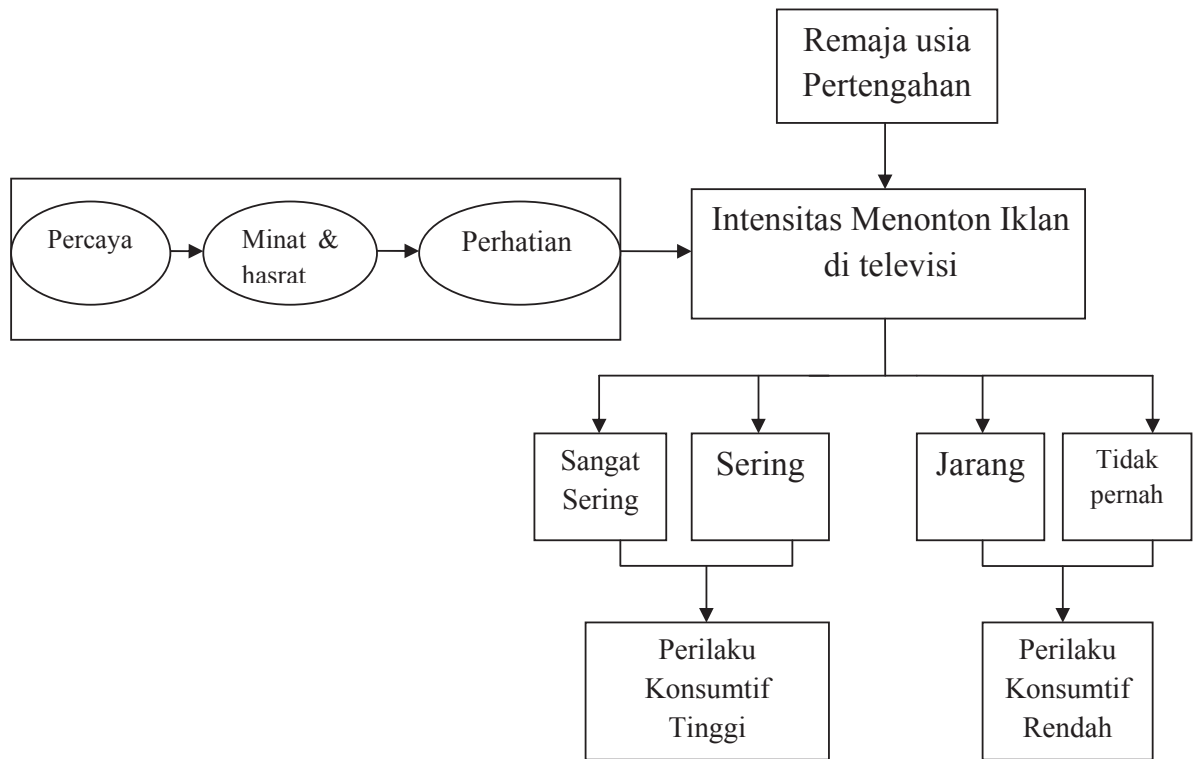 Remaja usia
Pertengahan
Percaya
Minat &
hasrat
Perhatian
Intensitas Menonton Iklan
di televisi
Sangat
Sering
Sering
Jarang
Tidak
pernah
Perilaku
Konsumtif
Tinggi
Perilaku
Konsumtif
Rendah